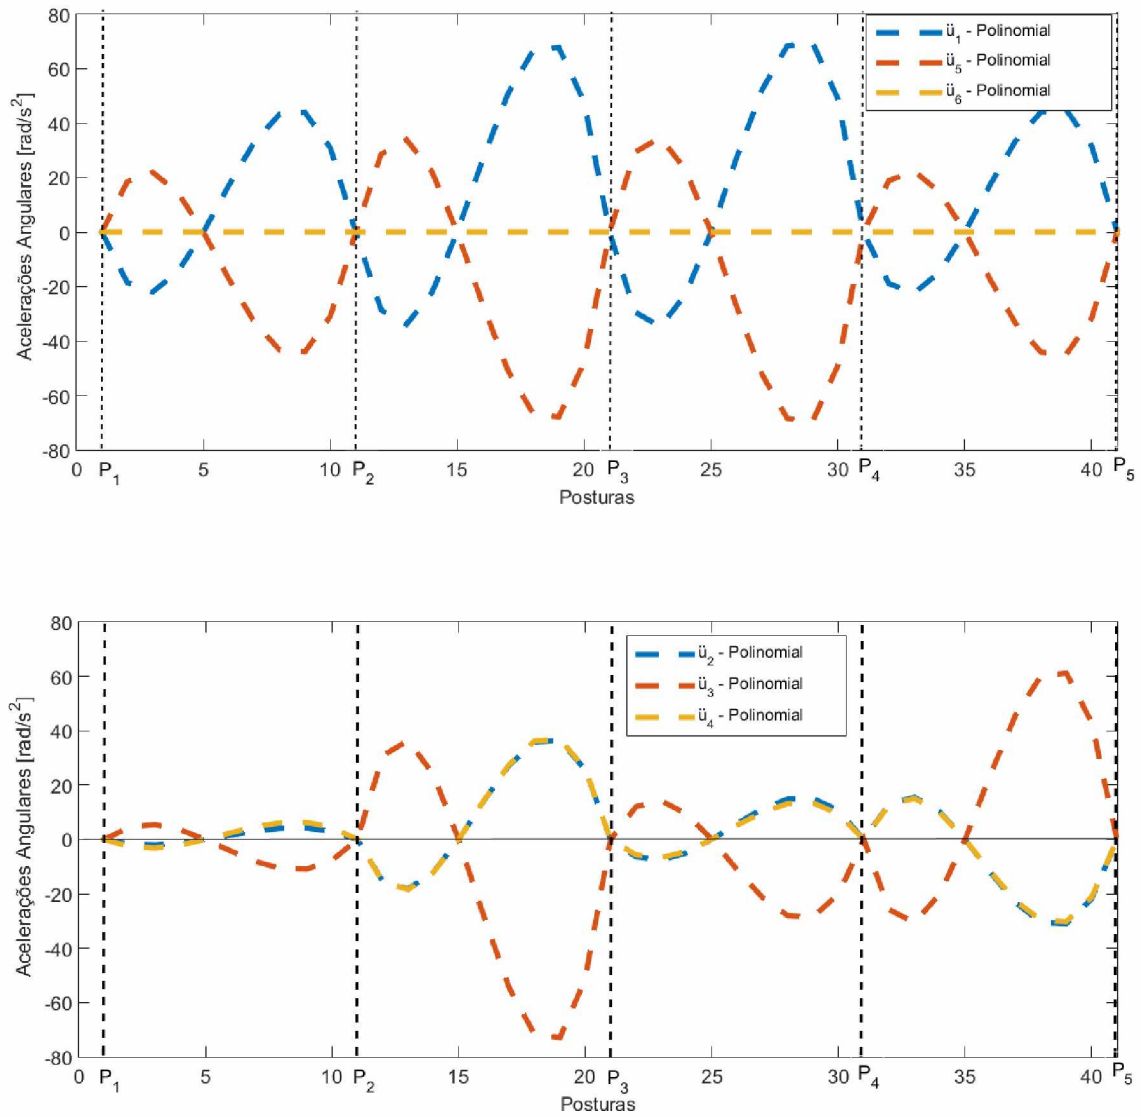 80
60
40
20
0
-20
-40
-60
-80
Acelerações Angulares [rad/s²]
ü₁ - Polinomial
ü₅ - Polinomial
ü₆ - Polinomial
0 P₁ 5 10 P₂ 15 20 P₃ 25 30 P₄ 35 40 P₅
Posturas
80
60
40
20
0
-20
-40
-60
-80
Acelerações Angulares [rad/s²]
ü₂ - Polinomial
ü₃ - Polinomial
ü₄ - Polinomial
0 P₁ 5 10 P₂ 15 20 P₃ 25 30 P₄ 35 40 P₅
Posturas